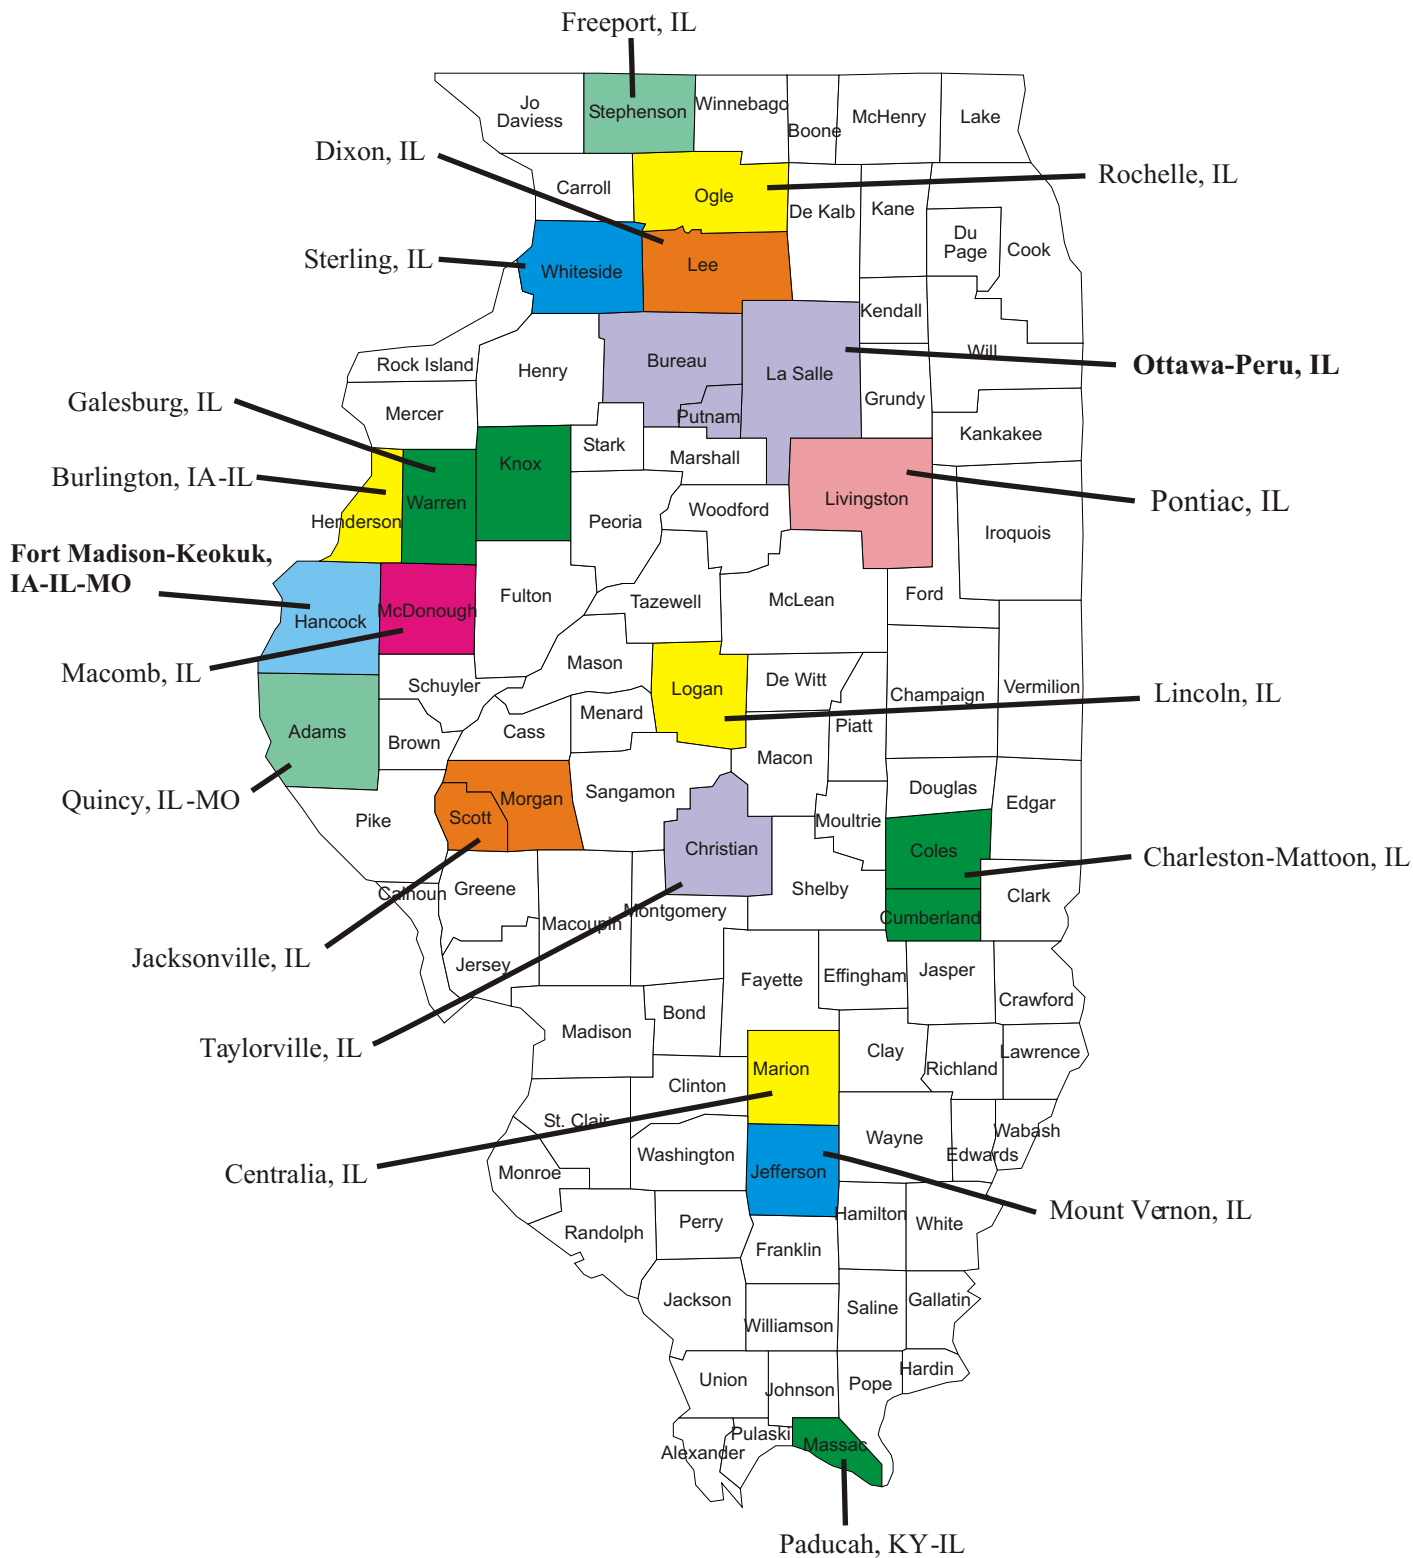 Freeport, IL
Jo
Daviess
Stephenson
Winnebago
Boone
McHenry
Lake
Dixon, IL
Rochelle, IL
Carroll
Ogle
De Kalb
Kane
Du
Page
Cook
Sterling, IL
Whiteside
Lee
Kendall
Rock Island
Henry
Bureau
La Salle
Will
Ottawa-Peru, IL
Galesburg, IL
Mercer
Putnam
Grundy
Stark
Marshall
Kankakee
Burlington, IA-IL
Knox
Warren
Livingston
Pontiac, IL
Henderson
Peoria
Woodford
Iroquois
Fort Madison-Keokuk,
IA-IL-MO
Hancock
McDonough
Fulton
Tazewell
McLean
Ford
Macomb, IL
Schuyler
Mason
Logan
De Witt
Champaign
Vermilion
Lincoln, IL
Adams
Brown
Cass
Menard
Piatt
Macon
Quincy, IL-MO
Pike
Scott
Morgan
Sangamon
Christian
Moultrie
Douglas
Edgar
Coles
Charleston-Mattoon, IL
Calhoun
Greene
Macoupin
Montgomery
Shelby
Cumberland
Clark
Jacksonville, IL
Jersey
Fayette
Effingham
Jasper
Crawford
Taylorville, IL
Madison
Bond
Marion
Clay
Richland
Lawrence
Clinton
St. Clair
Washington
Wayne
Edwards
Wabash
Centralia, IL
Monroe
Jefferson
Mount Vernon, IL
Randolph
Perry
Franklin
Hamilton
White
Jackson
Williamson
Saline
Gallatin
Union
Johnson
Pope
Hardin
Alexander
Pulaski
Massac
Paducah, KY-IL